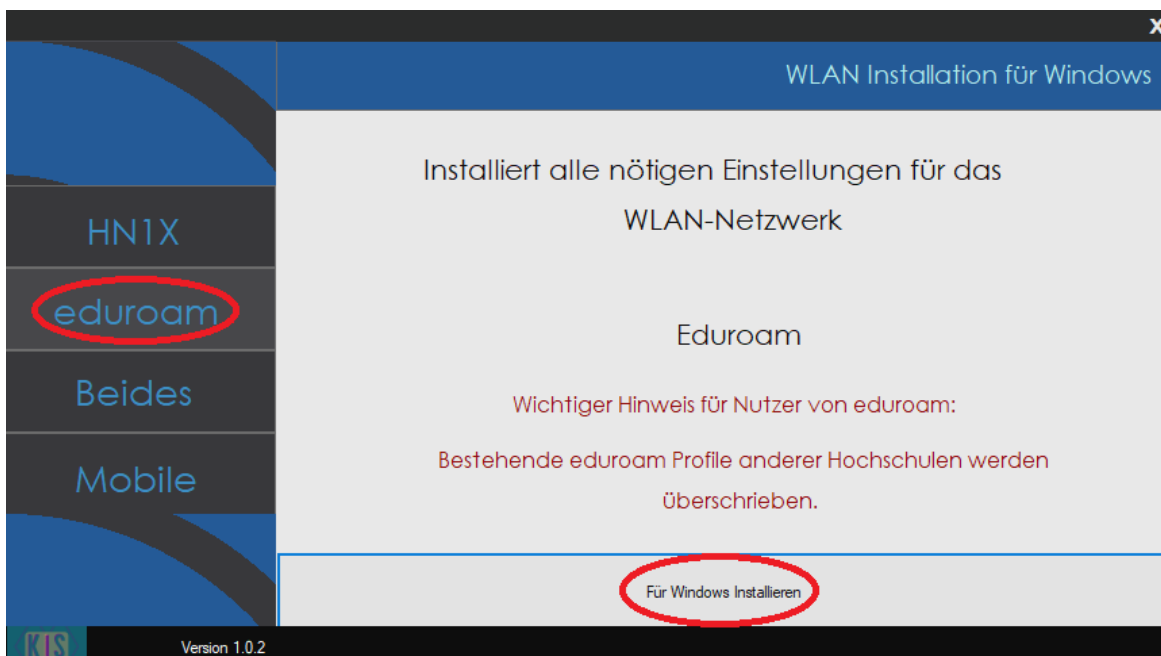 X
WLAN Installation für Windows
HN1X
eduroam
Beides
Mobile
Installiert alle nötigen Einstellungen für das
WLAN-Netzwerk
Eduroam
Wichtiger Hinweis für Nutzer von eduroam:
Bestehende eduroam Profile anderer Hochschulen werden
überschrieben.
Für Windows Installieren
KIS
Version 1.0.2